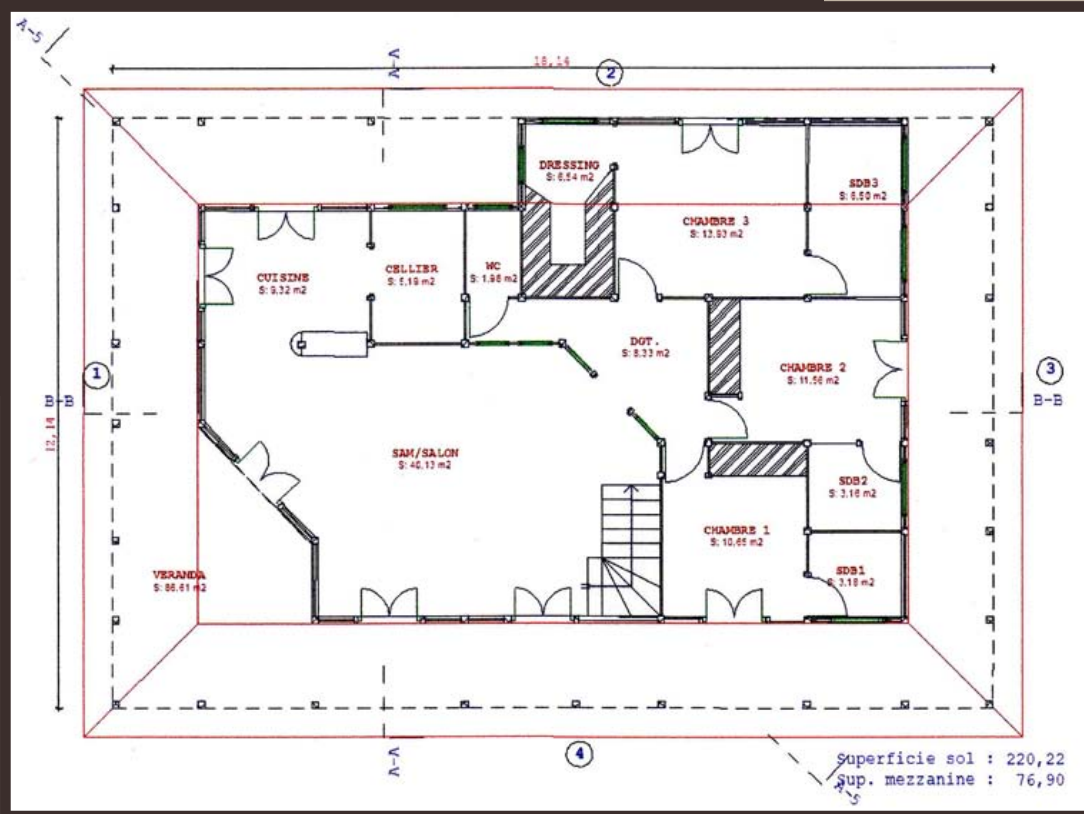 A-5
A-A
18,14
2
DRESSING
S: 6,54 m2
SDB3
S: 6,50 m2
CHAMBRE 3
S: 13,93 m2
CUISINE
S: 9,32 m2
CELLIER
S: 5,19 m2
WC
S: 1,98 m2
DGT.
S: 8,33 m2
CHAMBRE 2
S: 11,56 m2
1
3
B-B
B-B
12,14
SAM/SALON
S: 40,13 m2
SDB2
S: 3,16 m2
CHAMBRE 1
S: 10,65 m2
SDB1
S: 3,16 m2
VERANDA
S: 86,61 m2
4
A-A
A-5
Superficie sol : 220,22
Sup. mezzanine : 76,90